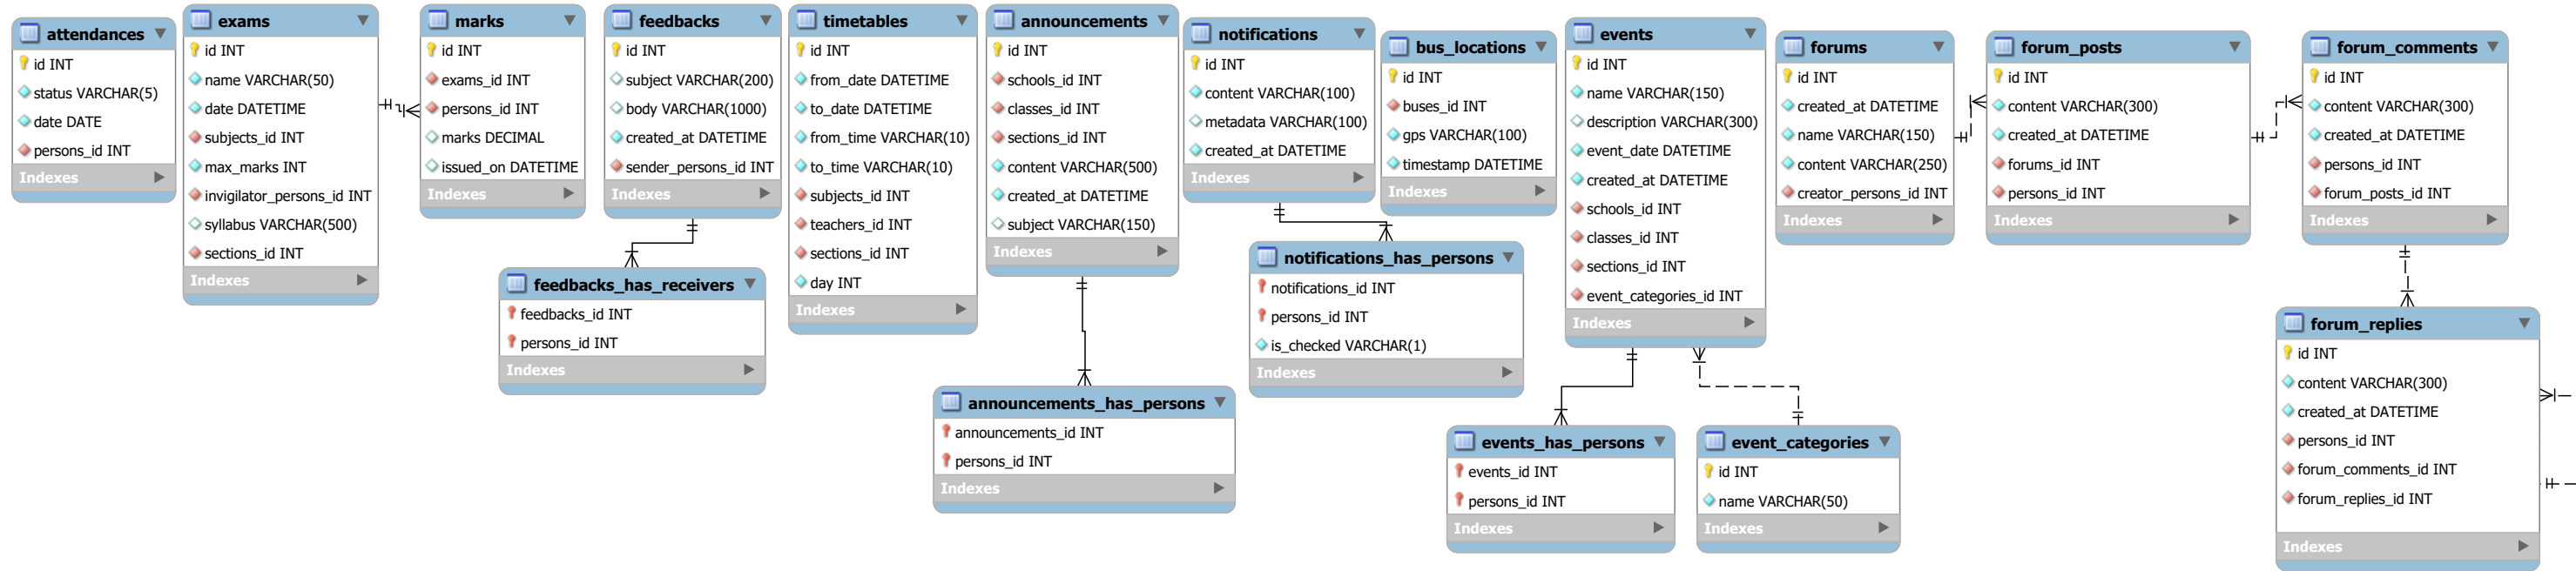 attendances
id INT
status VARCHAR(5)
date DATE
persons_id INT
Indexes
exams
id INT
name VARCHAR(50)
date DATETIME
subjects_id INT
max_marks INT
invigilator_persons_id INT
syllabus VARCHAR(500)
sections_id INT
Indexes
marks
id INT
exams_id INT
persons_id INT
marks DECIMAL
issued_on DATETIME
Indexes
feedbacks
id INT
subject VARCHAR(200)
body VARCHAR(1000)
created_at DATETIME
sender_persons_id INT
Indexes
feedbacks_has_receivers
feedbacks_id INT
persons_id INT
Indexes
timetables
id INT
from_date DATETIME
to_date DATETIME
from_time VARCHAR(10)
to_time VARCHAR(10)
subjects_id INT
teachers_id INT
sections_id INT
day INT
Indexes
announcements
id INT
schools_id INT
classes_id INT
sections_id INT
content VARCHAR(500)
created_at DATETIME
subject VARCHAR(150)
Indexes
announcements_has_persons
announcements_id INT
persons_id INT
Indexes
notifications
id INT
content VARCHAR(100)
metadata VARCHAR(100)
created_at DATETIME
Indexes
notifications_has_persons
notifications_id INT
persons_id INT
is_checked VARCHAR(1)
Indexes
bus_locations
id INT
buses_id INT
gps VARCHAR(100)
timestamp DATETIME
Indexes
events
id INT
name VARCHAR(150)
description VARCHAR(300)
event_date DATETIME
created_at DATETIME
schools_id INT
classes_id INT
sections_id INT
event_categories_id INT
Indexes
events_has_persons
events_id INT
persons_id INT
Indexes
event_categories
id INT
name VARCHAR(50)
Indexes
forums
id INT
created_at DATETIME
name VARCHAR(150)
content VARCHAR(250)
creator_persons_id INT
Indexes
forum_posts
id INT
content VARCHAR(300)
created_at DATETIME
forums_id INT
persons_id INT
Indexes
forum_comments
id INT
content VARCHAR(300)
created_at DATETIME
persons_id INT
forum_posts_id INT
Indexes
forum_replies
id INT
content VARCHAR(300)
created_at DATETIME
persons_id INT
forum_comments_id INT
forum_replies_id INT
Indexes